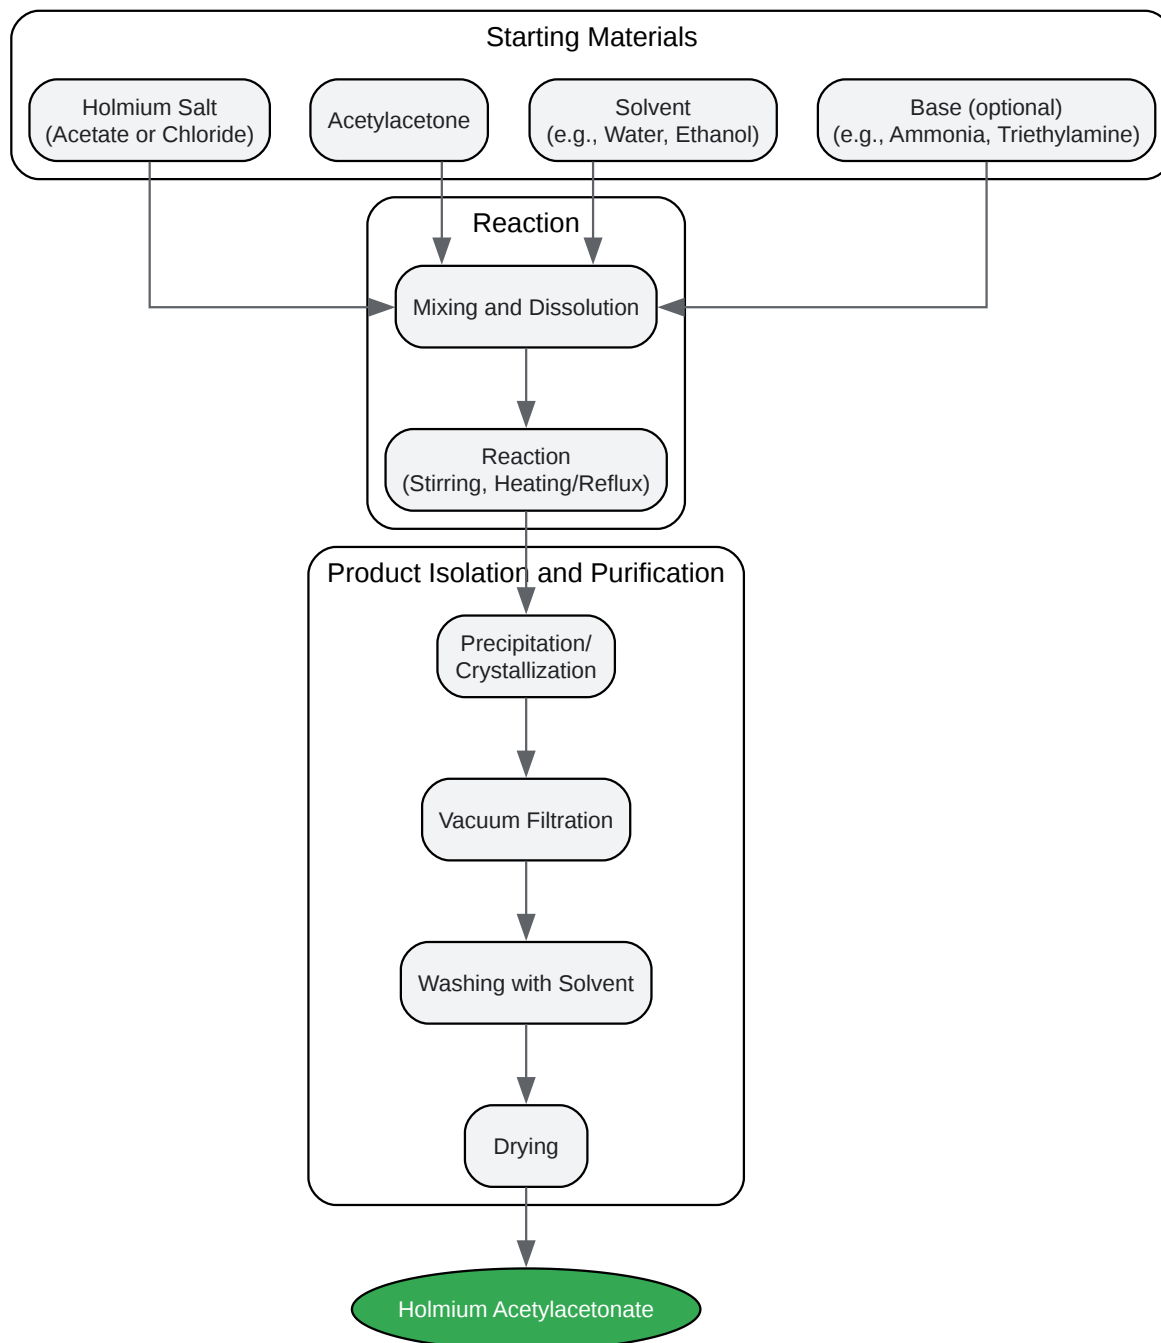 Starting Materials
Holmium Salt
(Acetate or Chloride)
Acetylacetone
Solvent
(e.g., Water, Ethanol)
Base (optional)
(e.g., Ammonia, Triethylamine)
Reaction
Mixing and Dissolution
Reaction
(Stirring, Heating/Reflux)
Product Isolation and Purification
Precipitation/
Crystallization
Vacuum Filtration
Washing with Solvent
Drying
Holmium Acetylacetonate